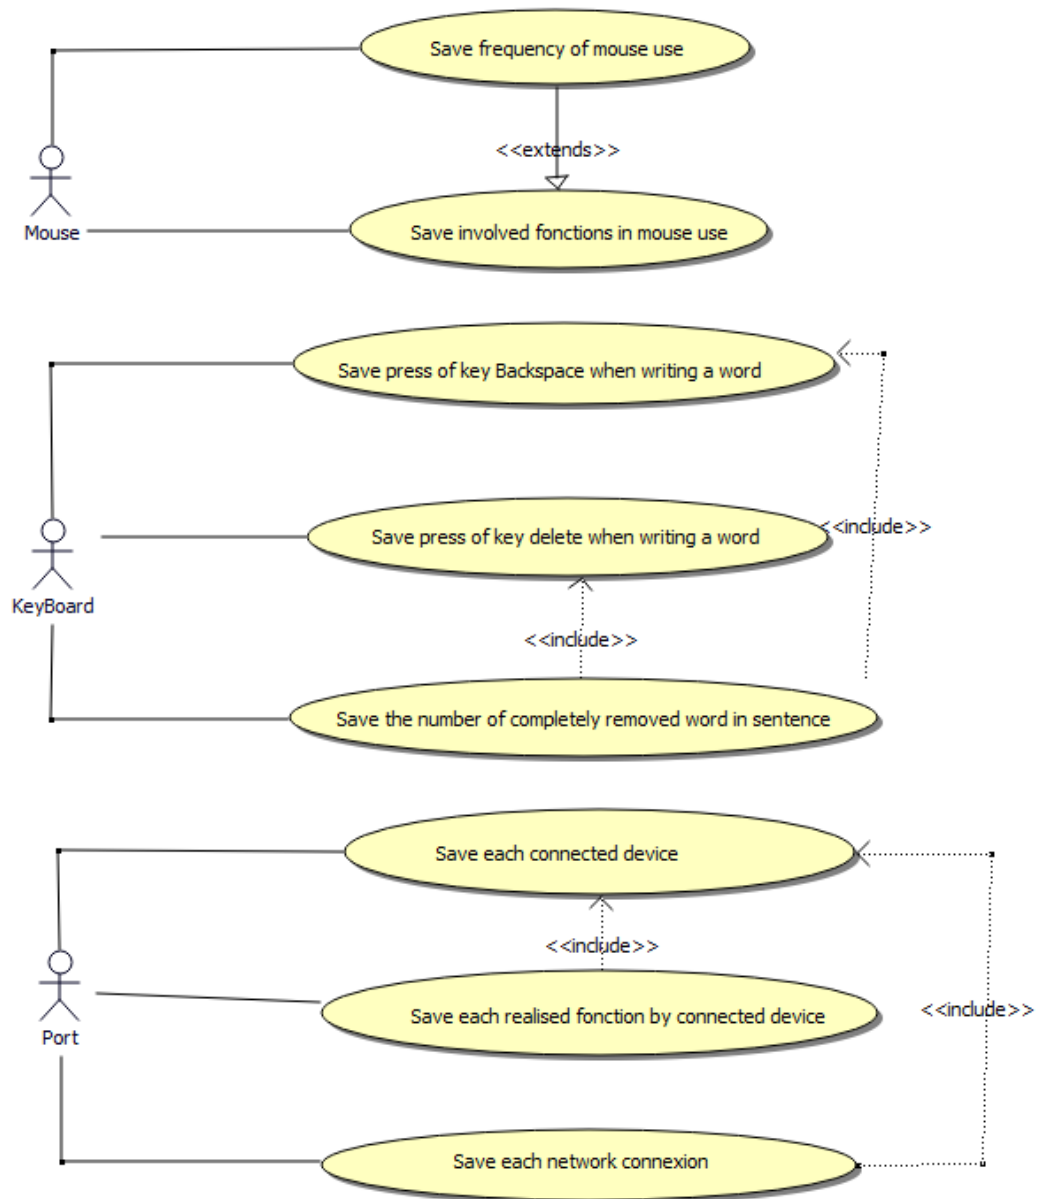 Save frequency of mouse use
<<extends>>
Mouse
Save involved fonctions in mouse use
Save press of key Backspace when writing a word
Save press of key delete when writing a word
<<include>>
KeyBoard
<<include>>
Save the number of completely removed word in sentence
Save each connected device
<<include>>
Save each realised fonction by connected device
<<include>>
Port
Save each network connexion